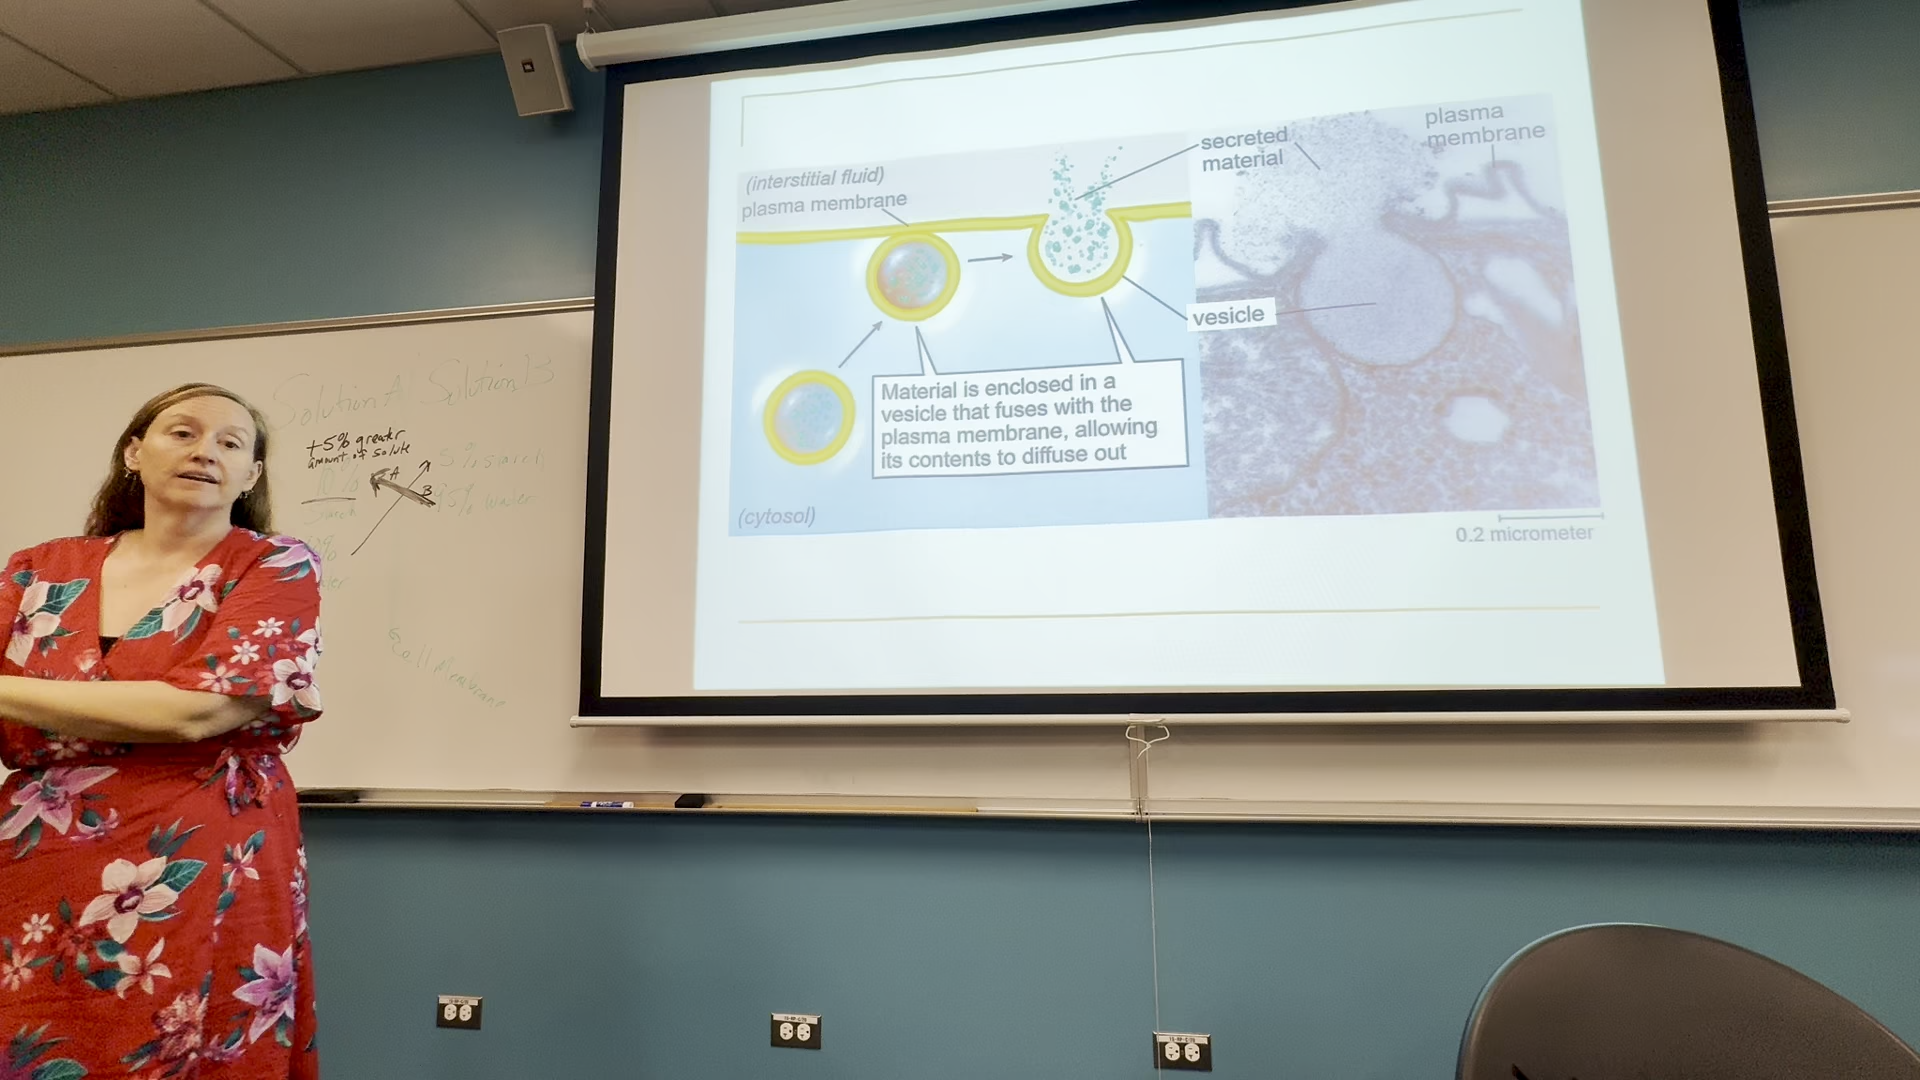 (interstitial fluid)
plasma membrane
secreted
material
plasma
membrane
vesicle
Material is enclosed in a
vesicle that fuses with the
plasma membrane, allowing
its contents to diffuse out
(cytosol)
0.2 micrometer
Solution A Solution B
+5% greater
amount of solute
10%
A
B
5% starch
95% water
Starch
Cell Membrane